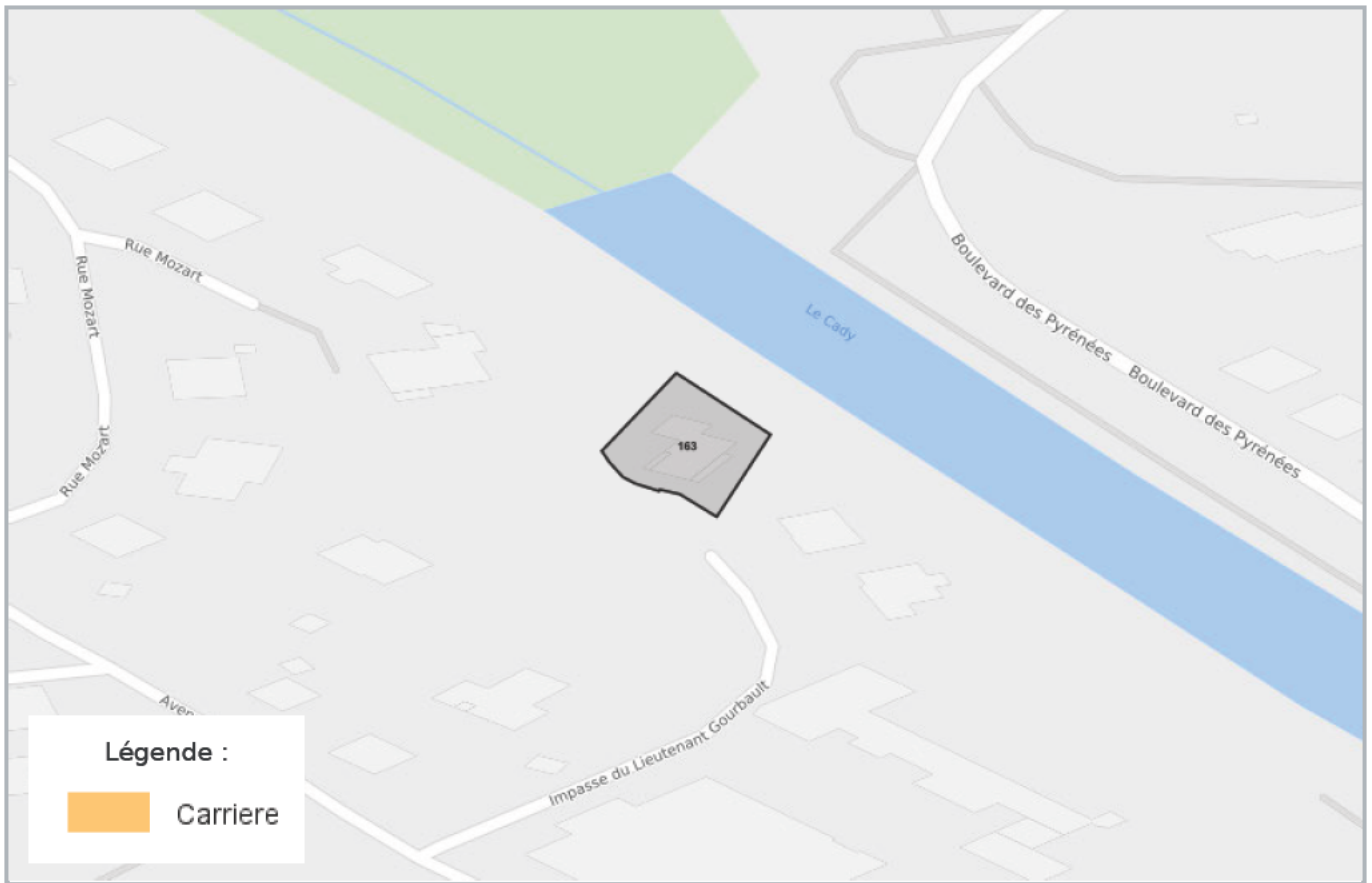 Rue Mozart
Rue Mozart
Rue Mozart
Boulevard des Pyrénées
Boulevard des Pyrénées
Le Cady
163
Impasse du Lieutenant Gourbault
Légende :
Carriere